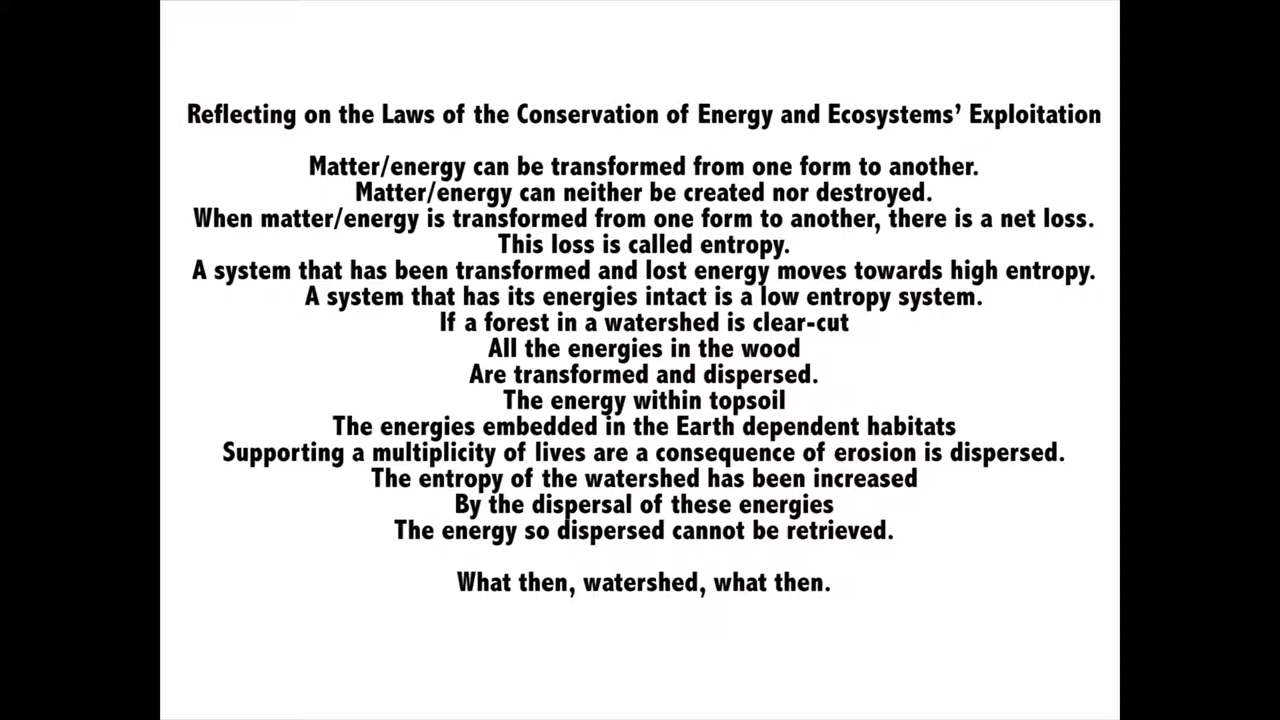 Reflecting on the Laws of the Conservation of Energy and Ecosystems’ Exploitation
Matter/energy can be transformed from one form to another.
Matter/energy can neither be created nor destroyed.
When matter/energy is transformed from one form to another, there is a net loss.
This loss is called entropy.
A system that has been transformed and lost energy moves towards high entropy.
A system that has its energies intact is a low entropy system.
If a forest in a watershed is clear-cut
All the energies in the wood
Are transformed and dispersed.
The energy within topsoil
The energies embedded in the Earth dependent habitats
Supporting a multiplicity of lives are a consequence of erosion is dispersed.
The entropy of the watershed has been increased
By the dispersal of these energies
The energy so dispersed cannot be retrieved.
What then, watershed, what then.